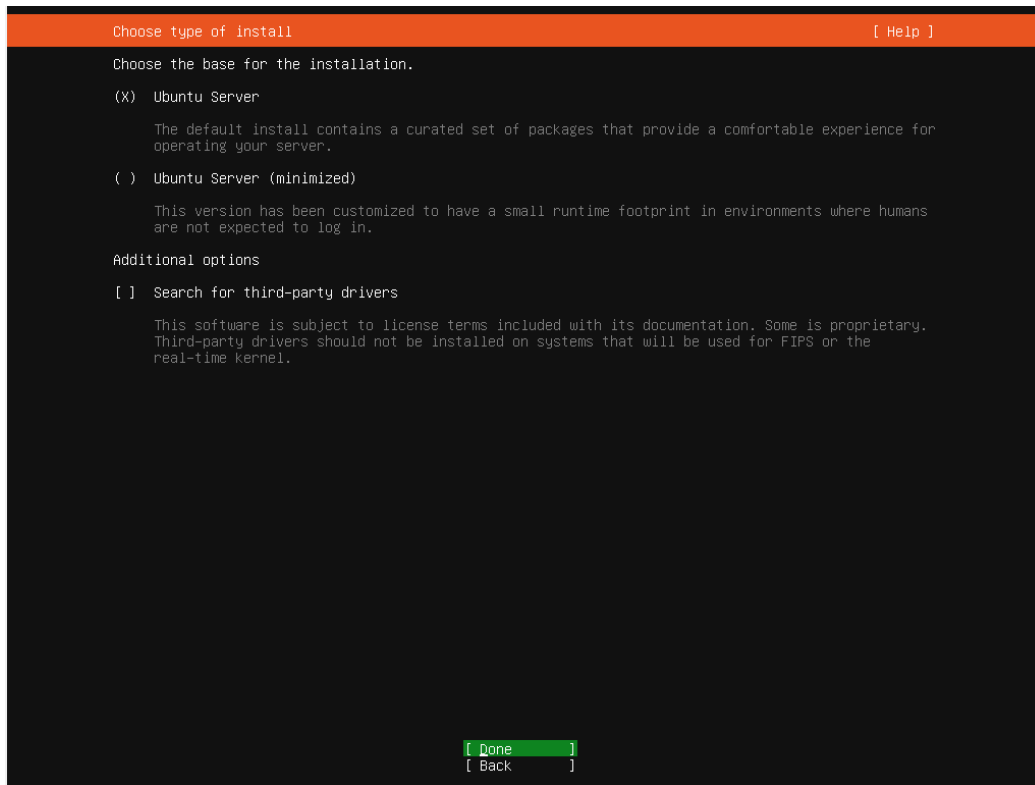 Choose type of install [ Help ]
Choose the base for the installation.
(X) Ubuntu Server
The default install contains a curated set of packages that provide a comfortable experience for
operating your server.
( ) Ubuntu Server (minimized)
This version has been customized to have a small runtime footprint in environments where humans
are not expected to log in.
Additional options
[ ] Search for third-party drivers
This software is subject to license terms included with its documentation. Some is proprietary.
Third-party drivers should not be installed on systems that will be used for FIPS or the
real-time kernel.
[ Done ]
[ Back ]